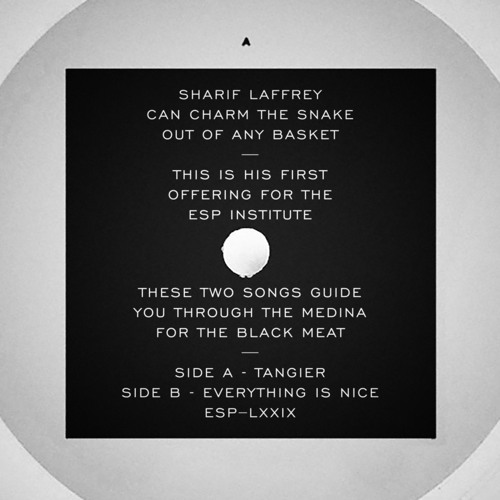 A
SHARIF LAFFREY
CAN CHARM THE SNAKE
OUT OF ANY BASKET
—
THIS IS HIS FIRST
OFFERING FOR THE
ESP INSTITUTE
THESE TWO SONGS GUIDE
YOU THROUGH THE MEDINA
FOR THE BLACK MEAT
—
SIDE A - TANGIER
SIDE B - EVERYTHING IS NICE
ESP–LXXIX